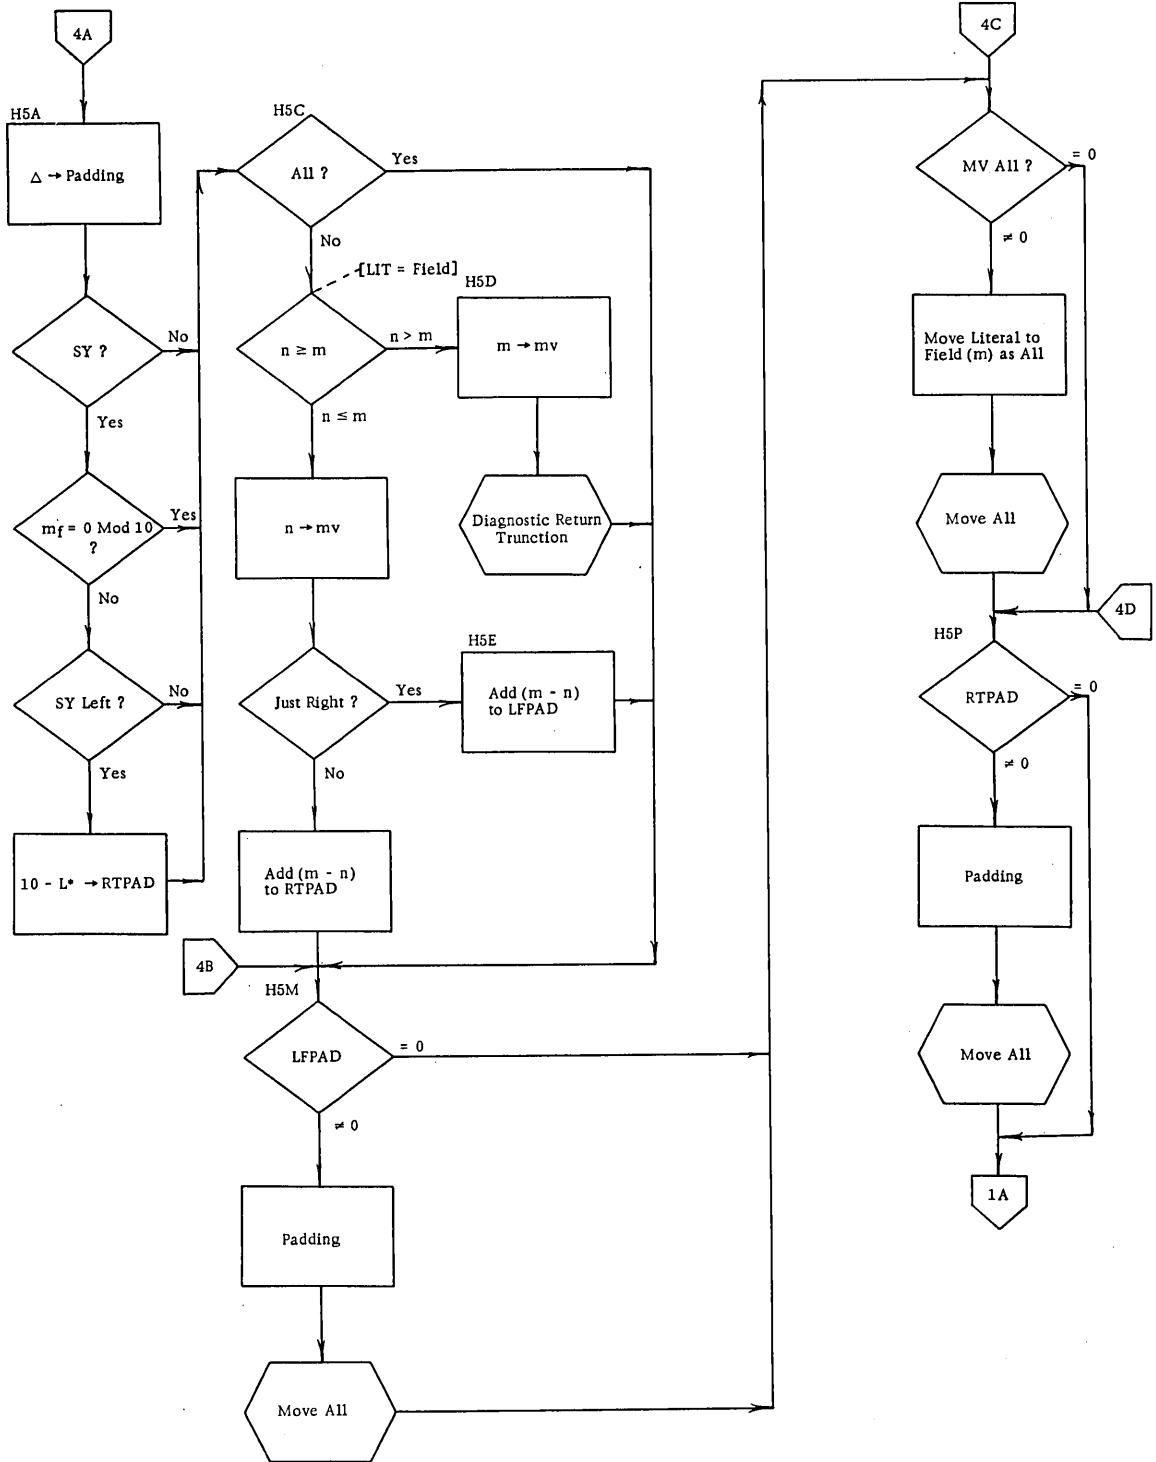 4A
H5A
Δ → Padding
SY ?
No
Yes
mf = 0 Mod 10
?
Yes
No
SY Left ?
No
Yes
10 - L* → RTPAD
H5C
All ?
Yes
No
[LIT = Field]
n ≥ m
n > m
n ≤ m
H5D
m → mv
Diagnostic Return
Trunction
n → mv
Just Right ?
Yes
No
H5E
Add (m - n)
to LFPAD
Add (m - n)
to RTPAD
4B
H5M
LFPAD
= 0
≠ 0
Padding
Move All
4C
MV All ?
= 0
≠ 0
Move Literal to
Field (m) as All
Move All
4D
H5P
RTPAD
= 0
≠ 0
Padding
Move All
1A